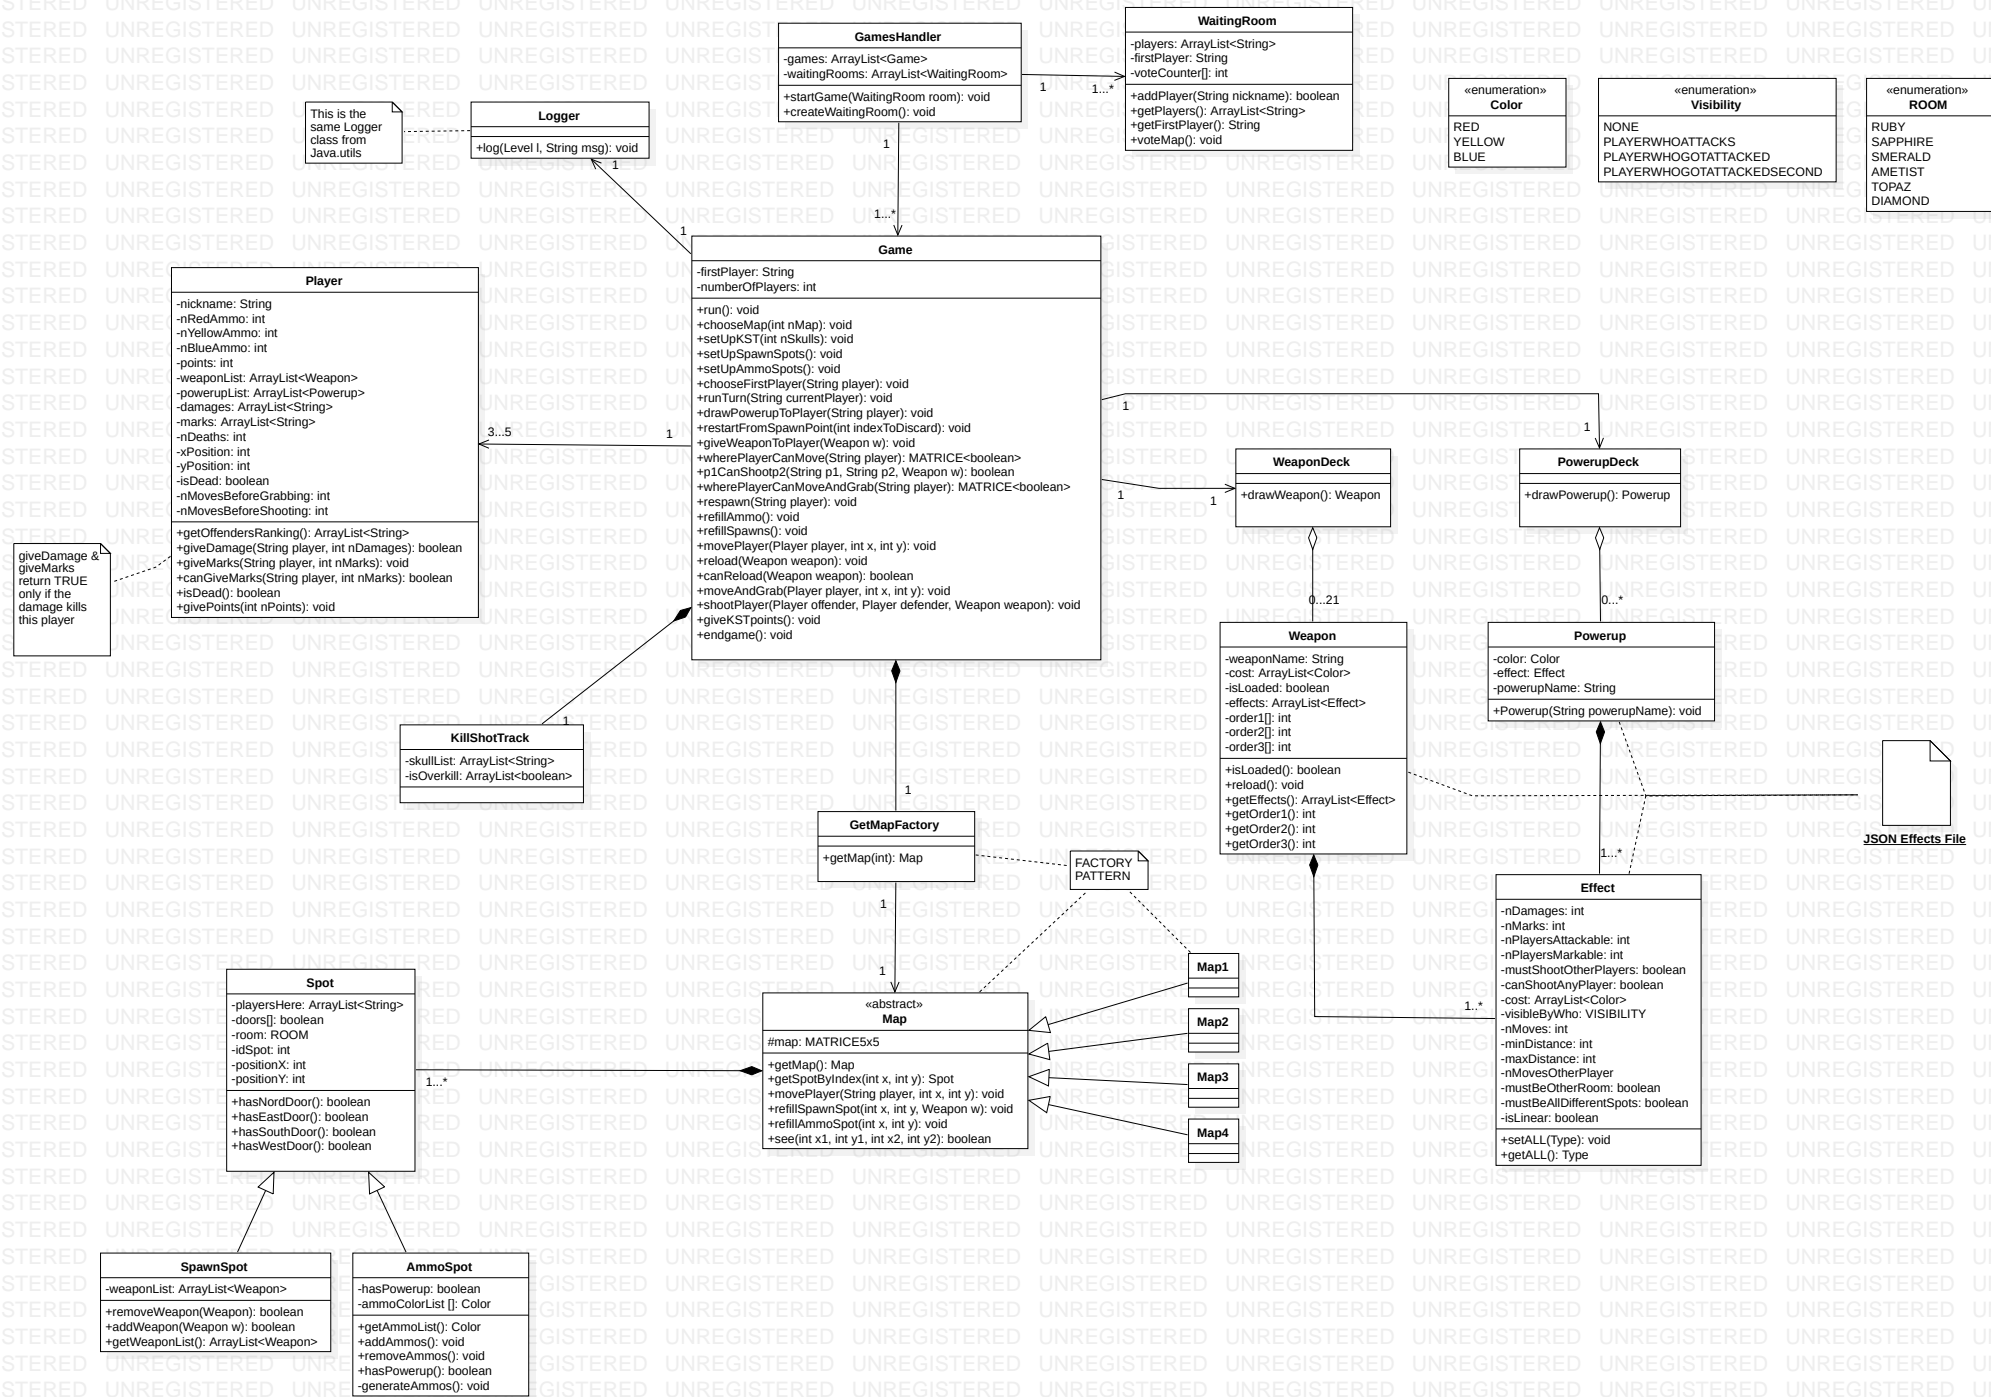 GamesHandler
-games: ArrayList<Game>
-waitingRooms: ArrayList<WaitingRoom>
+startGame(WaitingRoom room): void
+createWaitingRoom(): void
1
1...*
WaitingRoom
-players: ArrayList<String>
-firstPlayer: String
-voteCounter[]: int
+addPlayer(String nickname): boolean
+getPlayers(): ArrayList<String>
+getFirstPlayer(): String
+voteMap(): void
«enumeration»
Color
RED
YELLOW
BLUE
«enumeration»
Visibility
NONE
PLAYERWHOATTACKS
PLAYERWHOGOTATTACKED
PLAYERWHOGOTATTACKEDSECOND
«enumeration»
ROOM
RUBY
SAPPHIRE
SMERALD
AMETIST
TOPAZ
DIAMOND
This is the
same Logger
class from
Java.utils
Logger
+log(Level l, String msg): void
1
1
1
1...*
Game
-firstPlayer: String
-numberOfPlayers: int
+run(): void
+chooseMap(int nMap): void
+setUpKST(int nSkulls): void
+setUpSpawnSpots(): void
+setUpAmmoSpots(): void
+chooseFirstPlayer(String player): void
+runTurn(String currentPlayer): void
+drawPowerupToPlayer(String player): void
+restartFromSpawnPoint(int indexToDiscard): void
+giveWeaponToPlayer(Weapon w): void
+wherePlayerCanMove(String player): MATRICE<boolean>
+p1CanShootp2(String p1, String p2, Weapon w): boolean
+wherePlayerCanMoveAndGrab(String player): MATRICE<boolean>
+respawn(String player): void
+refillAmmo(): void
+refillSpawns(): void
+movePlayer(Player player, int x, int y): void
+reload(Weapon weapon): void
+canReload(Weapon weapon): boolean
+moveAndGrab(Player player, int x, int y): void
+shootPlayer(Player offender, Player defender, Weapon weapon): void
+giveKSTpoints(): void
+endgame(): void
Player
-nickname: String
-nRedAmmo: int
-nYellowAmmo: int
-nBlueAmmo: int
-points: int
-weaponList: ArrayList<Weapon>
-powerupList: ArrayList<Powerup>
-damages: ArrayList<String>
-marks: ArrayList<String>
-nDeaths: int
-xPosition: int
-yPosition: int
-isDead: boolean
-nMovesBeforeGrabbing: int
-nMovesBeforeShooting: int
+getOffendersRanking(): ArrayList<String>
+giveDamage(String player, int nDamages): boolean
+giveMarks(String player, int nMarks): void
+canGiveMarks(String player, int nMarks): boolean
+isDead(): boolean
+givePoints(int nPoints): void
3...5
1
giveDamage &
giveMarks
return TRUE
only if the
damage kills
this player
1
1
1
1
WeaponDeck
+drawWeapon(): Weapon
PowerupDeck
+drawPowerup(): Powerup
0...21
0...*
Weapon
-weaponName: String
-cost: ArrayList<Color>
-isLoaded: boolean
-effects: ArrayList<Effect>
-order1[]: int
-order2[]: int
-order3[]: int
+isLoaded(): boolean
+reload(): void
+getEffects(): ArrayList<Effect>
+getOrder1(): int
+getOrder2(): int
+getOrder3(): int
Powerup
-color: Color
-effect: Effect
-powerupName: String
+Powerup(String powerupName): void
JSON Effects File
1
KillShotTrack
-skullList: ArrayList<String>
-isOverkill: ArrayList<boolean>
1
GetMapFactory
+getMap(int): Map
FACTORY
PATTERN
1
1
1...*
1..*
Effect
-nDamages: int
-nMarks: int
-nPlayersAttackable: int
-nPlayersMarkable: int
-mustShootOtherPlayers: boolean
-canShootAnyPlayer: boolean
-cost: ArrayList<Color>
-visibleByWho: VISIBILITY
-nMoves: int
-minDistance: int
-maxDistance: int
-nMovesOtherPlayer
-mustBeOtherRoom: boolean
-mustBeAllDifferentSpots: boolean
-isLinear: boolean
+setALL(Type): void
+getALL(): Type
«abstract»
Map
#map: MATRICE5x5
+getMap(): Map
+getSpotByIndex(int x, int y): Spot
+movePlayer(String player, int x, int y): void
+refillSpawnSpot(int x, int y, Weapon w): void
+refillAmmoSpot(int x, int y): void
+see(int x1, int y1, int x2, int y2): boolean
Map1
Map2
Map3
Map4
Spot
-playersHere: ArrayList<String>
-doors[]: boolean
-room: ROOM
-idSpot: int
-positionX: int
-positionY: int
+hasNordDoor(): boolean
+hasEastDoor(): boolean
+hasSouthDoor(): boolean
+hasWestDoor(): boolean
1...*
SpawnSpot
-weaponList: ArrayList<Weapon>
+removeWeapon(Weapon): boolean
+addWeapon(Weapon w): boolean
+getWeaponList(): ArrayList<Weapon>
AmmoSpot
-hasPowerup: boolean
-ammoColorList []: Color
+getAmmoList(): Color
+addAmmos(): void
+removeAmmos(): void
+hasPowerup(): boolean
-generateAmmos(): void